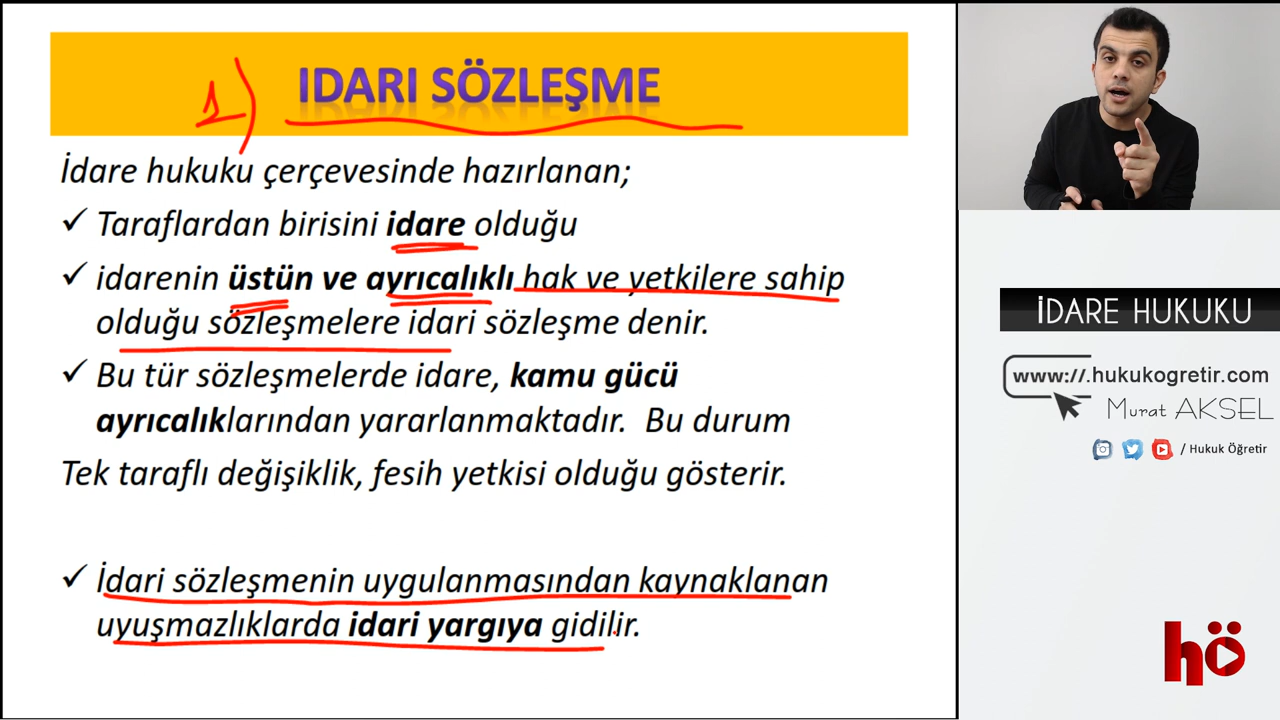 1)
IDARI SÖZLEŞME
İdare hukuku çerçevesinde hazırlanan;
✓ Taraflardan birisini idare olduğu
✓ idarenin üstün ve ayrıcalıklı hak ve yetkilere sahip
olduğu sözleşmelere idari sözleşme denir.
✓ Bu tür sözleşmelerde idare, kamu gücü
ayrıcalıklarından yararlanmaktadır. Bu durum
Tek taraflı değişiklik, fesih yetkisi olduğu gösterir.
✓ İdari sözleşmenin uygulanmasından kaynaklanan
uyuşmazlıklarda idari yargıya gidilir.
İDARE HUKUKU
www://.hukukogretir.com
Murat AKSEL
/ Hukuk Öğretir
hö